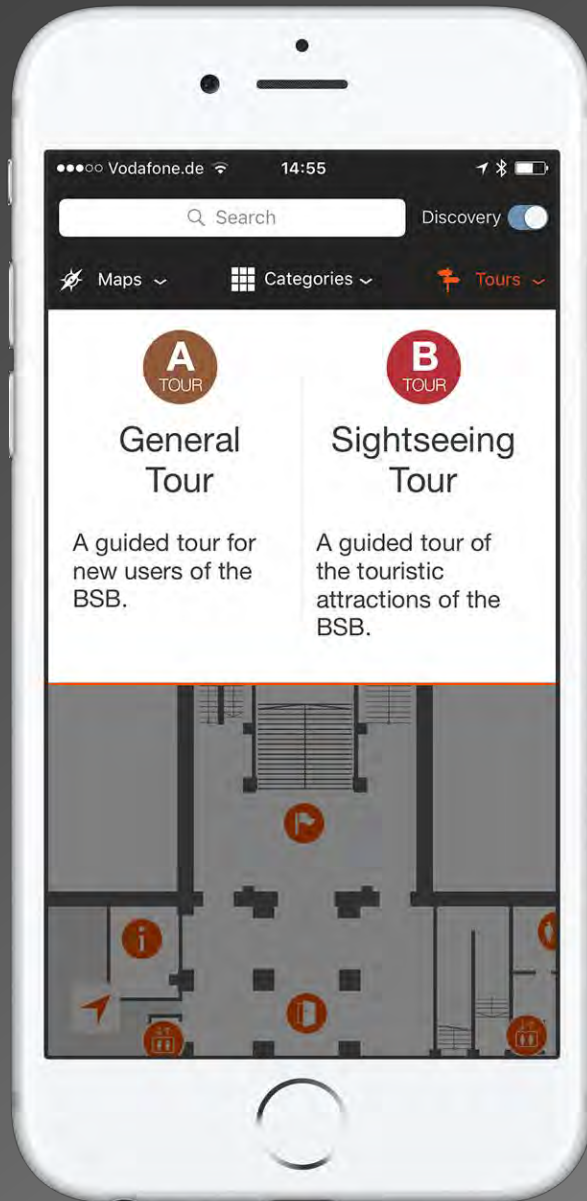 Vodafone.de
14:55
Search
Discovery
Maps
Categories
Tours
A
TOUR
General
Tour
A guided tour for
new users of the
BSB.
B
TOUR
Sightseeing
Tour
A guided tour of
the touristic
attractions of the
BSB.
i